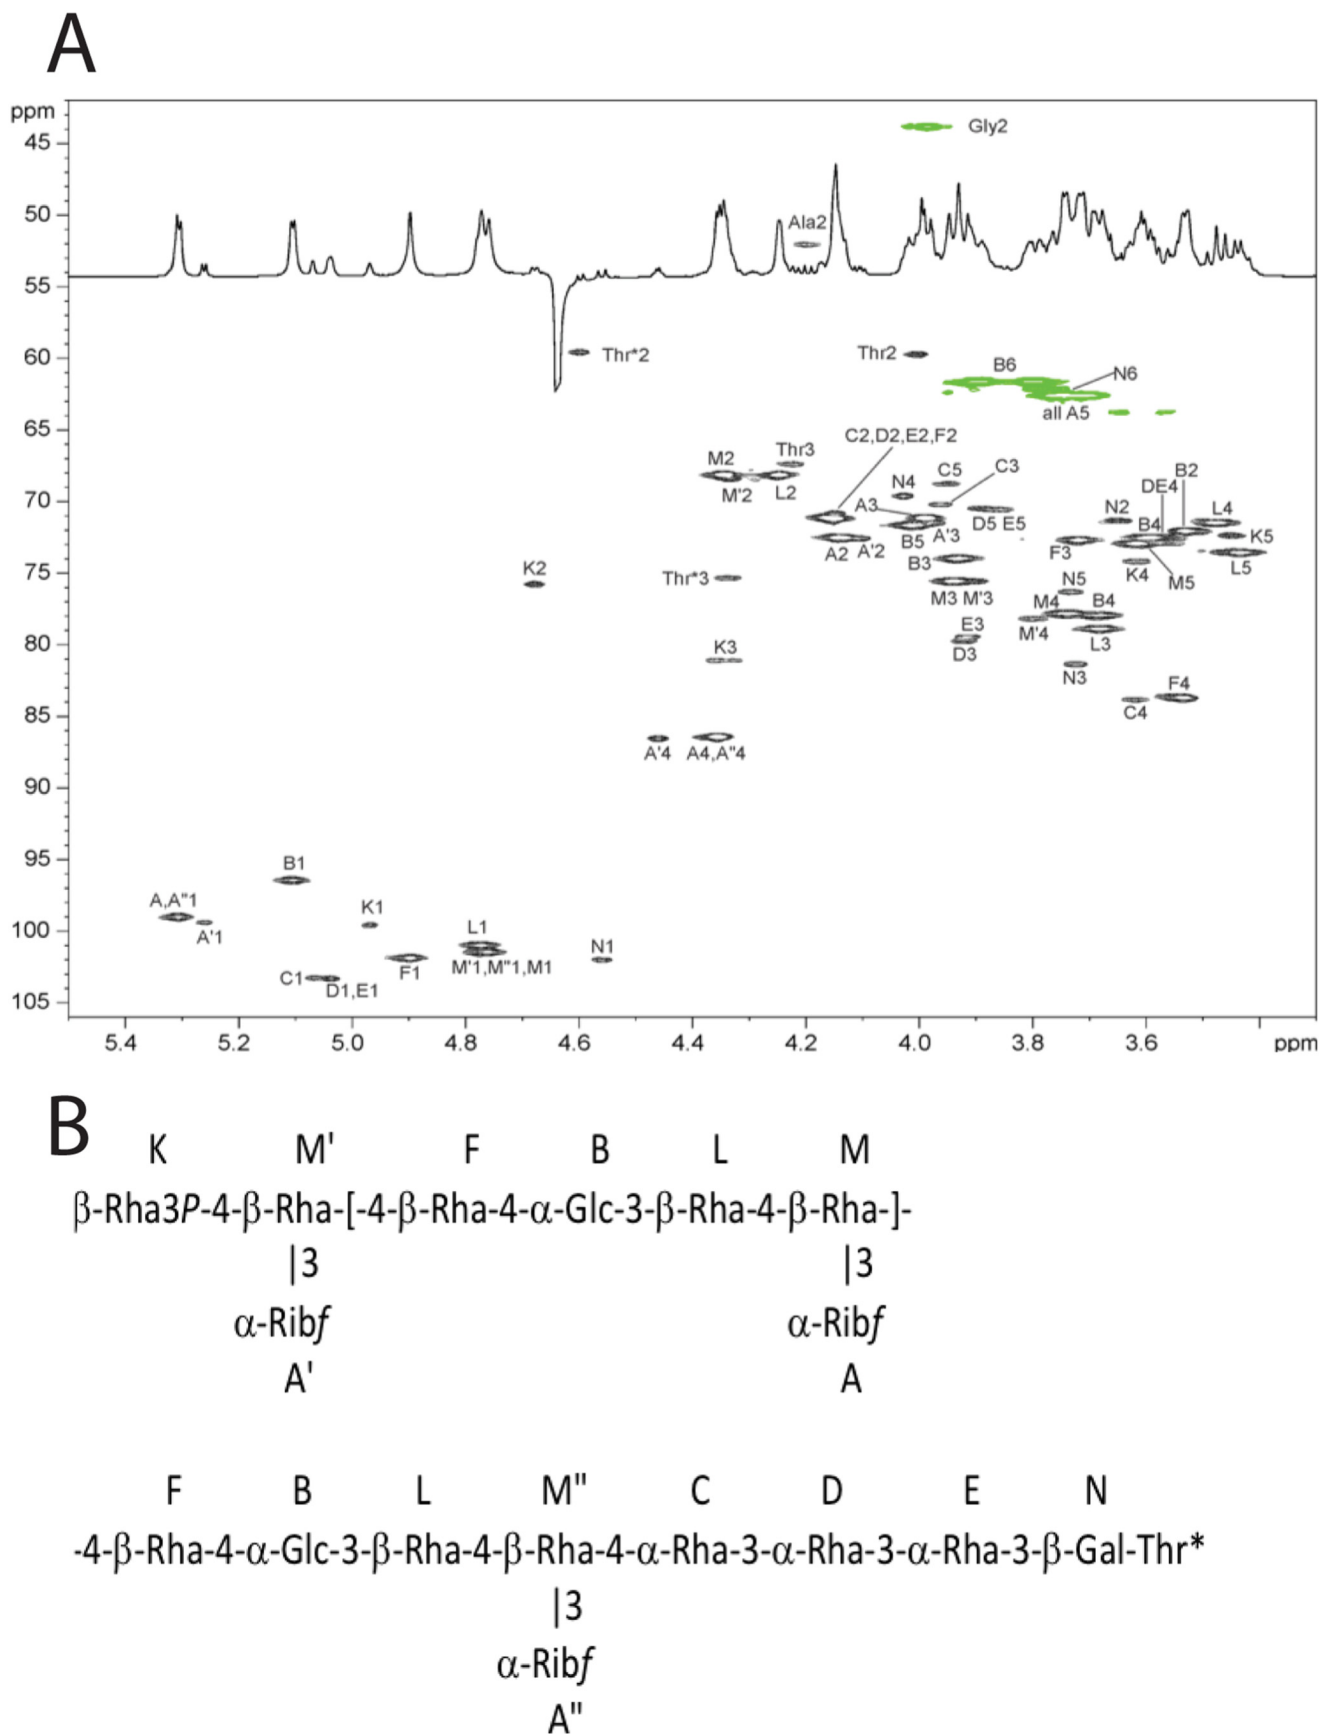 A
ppm
45
Gly2
50
Ala2
55
Thr*2
Thr2
60
B6
N6
all A5
65
C2,D2,E2,F2
M2
Thr3
C5
C3
B2
M'2
L2
N4
DE4
70
A3
N2
B4
L4
D5 E5
A'3
B5
K5
A2
A'2
F3
M5
L5
B3
K4
K2
Thr*3
75
N5
M3 M'3
M4
B4
E3
M'4
L3
80
K3
D3
N3
F4
C4
85
A'4
A4,A"4
90
B1
95
A,A"1
K1
100
A'1
L1
N1
M'1,M"1,M1
C1
F1
D1,E1
105
5.4 5.2 5.0 4.8 4.6 4.4 4.2 4.0 3.8 3.6 ppm
B
K M' F B L M
β-Rha3P-4-β-Rha-[-4-β-Rha-4-α-Glc-3-β-Rha-4-β-Rha-]-
|3 |3
α-Ribf α-Ribf
A' A
F B L M" C D E N
-4-β-Rha-4-α-Glc-3-β-Rha-4-β-Rha-4-α-Rha-3-α-Rha-3-α-Rha-3-β-Gal-Thr*
|3
α-Ribf
A"